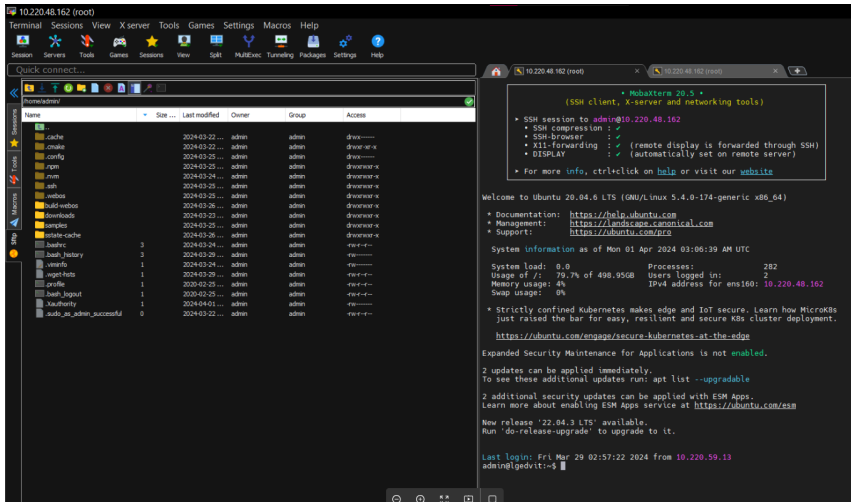 10.220.48.162 (root)
Terminal Sessions View X server Tools Games Settings Macros Help
Session Servers Tools Games Sessions View Split MultiExec Tunneling Packages Settings Help
Quick connect...
10.220.48.162 (root) × 10.220.48.162 (root) ×
/home/admin/
Name Size ... Last modified Owner Group Access
..
.cache 2024-03-22 ... admin admin drwx------
.cmake 2024-03-22 ... admin admin drwxr-xr-x
.config 2024-03-25 ... admin admin drwx------
.npm 2024-03-25 ... admin admin drwxrwxr-x
.nvm 2024-03-24 ... admin admin drwxrwxr-x
.ssh 2024-03-25 ... admin admin drwxrwxr-x
.webos 2024-03-25 ... admin admin drwxrwxr-x
build-webos 2024-03-26 ... admin admin drwxrwxr-x
downloads 2024-03-23 ... admin admin drwxrwxr-x
samples 2024-03-25 ... admin admin drwxrwxr-x
sstate-cache 2024-03-26 ... admin admin drwxrwxr-x
.bashrc 3 2024-03-24 ... admin admin -rw-r--r--
.bash_history 3 2024-03-29 ... admin admin -rw-------
.viminfo 1 2024-03-24 ... admin admin -rw-------
.wget-hsts 1 2024-03-29 ... admin admin -rw-r--r--
.profile 1 2020-02-25 ... admin admin -rw-r--r--
.bash_logout 1 2020-02-25 ... admin admin -rw-r--r--
.Xauthority 1 2024-04-01 ... admin admin -rw-------
.sudo_as_admin_successful 0 2024-03-22 ... admin admin -rw-r--r--
Sessions
Tools
Macros
Sftp
• MobaXterm 20.5 •
(SSH client, X-server and networking tools)
▸ SSH session to admin@10.220.48.162
• SSH compression : ✔
• SSH-browser : ✔
• X11-forwarding : ✔ (remote display is forwarded through SSH)
• DISPLAY : ✔ (automatically set on remote server)
▸ For more info, ctrl+click on help or visit our website
Welcome to Ubuntu 20.04.6 LTS (GNU/Linux 5.4.0-174-generic x86_64)
* Documentation: https://help.ubuntu.com
* Management: https://landscape.canonical.com
* Support: https://ubuntu.com/pro
System information as of Mon 01 Apr 2024 03:06:39 AM UTC
System load: 0.0 Processes: 282
Usage of /: 79.7% of 498.95GB Users logged in: 2
Memory usage: 4% IPv4 address for ens160: 10.220.48.162
Swap usage: 0%
* Strictly confined Kubernetes makes edge and IoT secure. Learn how MicroK8s
just raised the bar for easy, resilient and secure K8s cluster deployment.
https://ubuntu.com/engage/secure-kubernetes-at-the-edge
Expanded Security Maintenance for Applications is not enabled.
2 updates can be applied immediately.
To see these additional updates run: apt list --upgradable
2 additional security updates can be applied with ESM Apps.
Learn more about enabling ESM Apps service at https://ubuntu.com/esm
New release '22.04.3 LTS' available.
Run 'do-release-upgrade' to upgrade to it.
Last login: Fri Mar 29 02:57:22 2024 from 10.220.59.13
admin@lgedvit:~$